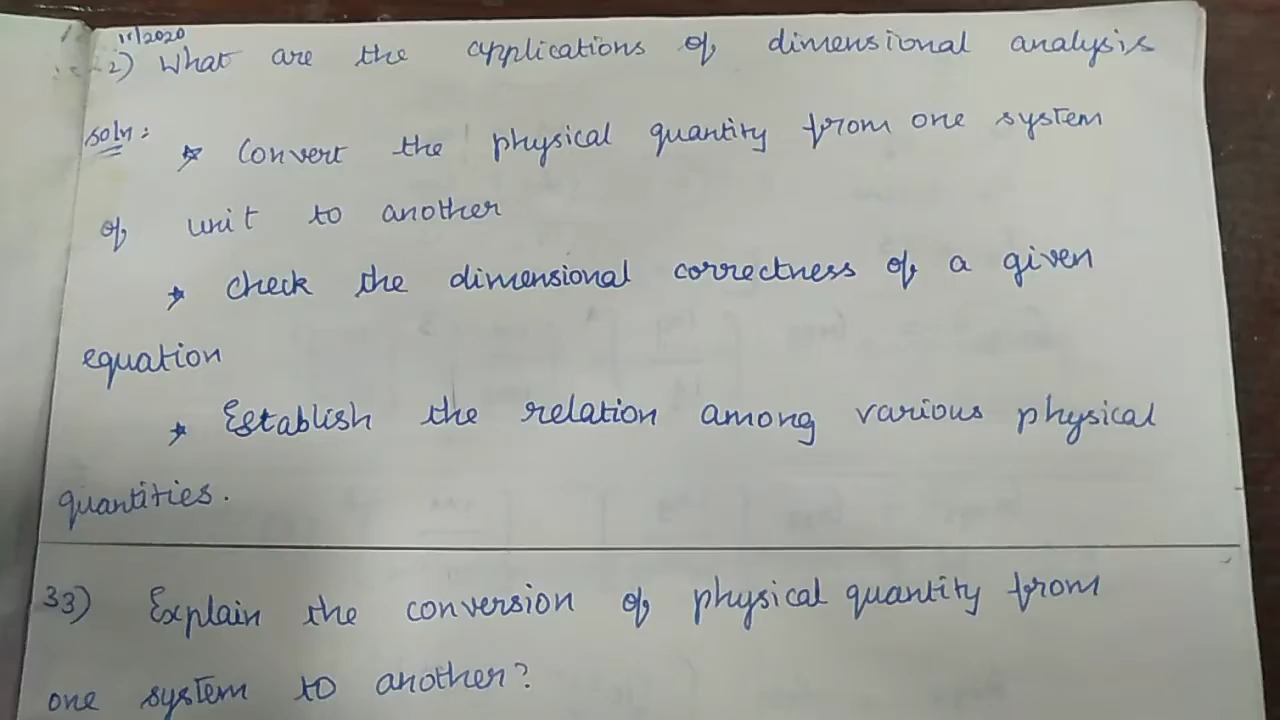 11/2020
2) What are the applications of dimensional analysis
Soln:
* Convert the physical quantity from one system
of unit to another
* Check the dimensional correctness of a given
equation
* Establish the relation among various physical
quantities.
33) Explain the conversion of physical quantity from
one system to another?